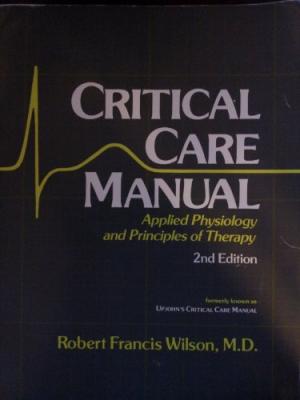 CRITICAL
CARE
MANUAL
Applied Physiology
and Principles of Therapy
2nd Edition
formerly known as
UPJOHN'S CRITICAL CARE MANUAL
Robert Francis Wilson, M.D.